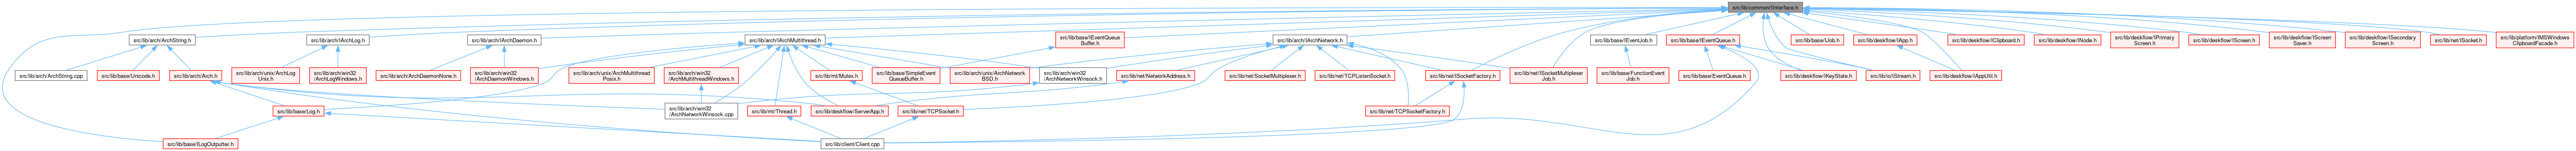 src/lib/common/IInterface.h
src/lib/arch/ArchString.h
src/lib/arch/IArchLog.h
src/lib/arch/IArchDaemon.h
src/lib/arch/IArchMultithread.h
src/lib/base/IEventQueue
Buffer.h
src/lib/arch/IArchNetwork.h
src/lib/base/IEventJob.h
src/lib/base/IEventQueue.h
src/lib/base/IJob.h
src/lib/deskflow/IApp.h
src/lib/deskflow/IClipboard.h
src/lib/deskflow/INode.h
src/lib/deskflow/IPrimary
Screen.h
src/lib/deskflow/IScreen.h
src/lib/deskflow/IScreen
Saver.h
src/lib/deskflow/ISecondary
Screen.h
src/lib/net/ISocket.h
src/lib/platform/IMSWindows
ClipboardFacade.h
src/lib/arch/ArchString.cpp
src/lib/base/Unicode.h
src/lib/arch/Arch.h
src/lib/arch/unix/ArchLog
Unix.h
src/lib/arch/win32
/ArchLogWindows.h
src/lib/arch/ArchDaemonNone.h
src/lib/arch/win32
/ArchDaemonWindows.h
src/lib/arch/unix/ArchMultithread
Posix.h
src/lib/arch/win32
/ArchMultithreadWindows.h
src/lib/mt/Mutex.h
src/lib/base/SimpleEvent
QueueBuffer.h
src/lib/arch/unix/ArchNetwork
BSD.h
src/lib/arch/win32
/ArchNetworkWinsock.h
src/lib/net/NetworkAddress.h
src/lib/net/SocketMultiplexer.h
src/lib/net/TCPListenSocket.h
src/lib/net/ISocketFactory.h
src/lib/net/ISocketMultiplexer
Job.h
src/lib/base/FunctionEvent
Job.h
src/lib/base/EventQueue.h
src/lib/deskflow/IKeyState.h
src/lib/io/IStream.h
src/lib/deskflow/IAppUtil.h
src/lib/base/Log.h
src/lib/arch/win32
/ArchNetworkWinsock.cpp
src/lib/mt/Thread.h
src/lib/deskflow/ServerApp.h
src/lib/net/TCPSocket.h
src/lib/net/TCPSocketFactory.h
src/lib/base/ILogOutputter.h
src/lib/client/Client.cpp